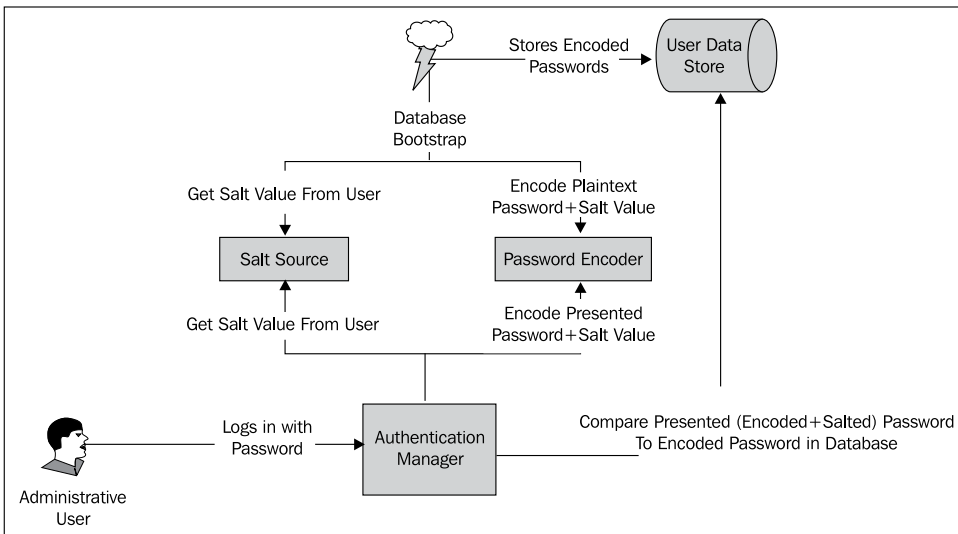 Stores Encoded
Passwords
User Data
Store
Database
Bootstrap
Get Salt Value From User
Encode Plaintext
Password+Salt Value
Salt Source
Password Encoder
Get Salt Value From User
Encode Presented
Password+Salt Value
Logs in with
Password
Authentication
Manager
Compare Presented (Encoded+Salted) Password
To Encoded Password in Database
Administrative
User